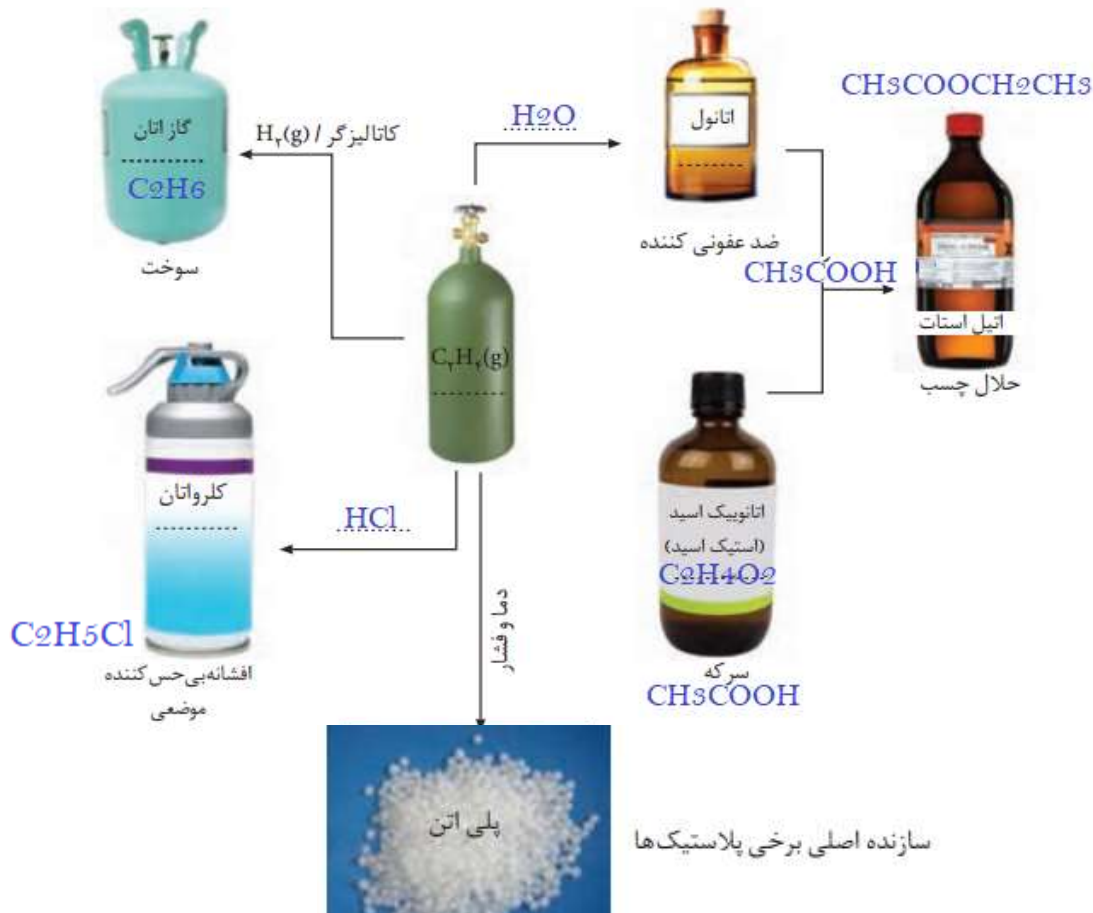 گاز اتان
C2H6
سوخت
H۲(g) / کاتالیزگر
H2O
اتانول
ضد عفونی کننده
CH3COOCH2CH3
CH3COOH
اتیل استات
حلال چسب
C۲H۴(g)
کلرواتان
C2H5Cl
افشانه بی‌حس کننده
موضعی
HCl
دما و فشار
اتانوییک اسید
(استیک اسید)
C2H4O2
سرکه
CH3COOH
پلی اتن
سازنده اصلی برخی پلاستیک‌ها